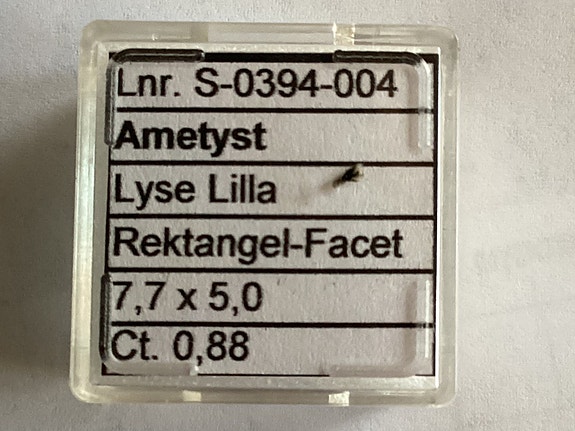 Lnr. S-0394-004
Ametyst
Lyse Lilla
Rektangel-Facet
7,7 x 5,0
Ct. 0,88